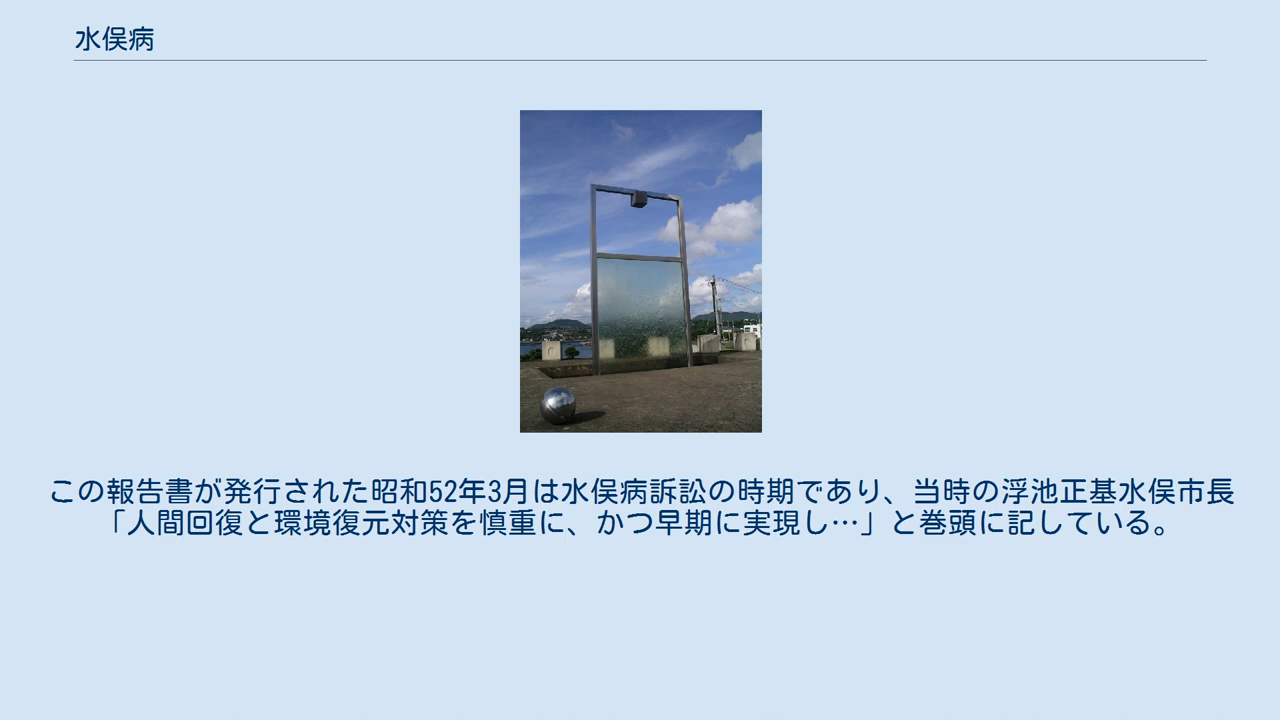 水俣病
この報告書が発行された昭和52年3月は水俣病訴訟の時期であり、当時の浮池正基水俣市長
「人間回復と環境復元対策を慎重に、かつ早期に実現し…」と巻頭に記している。